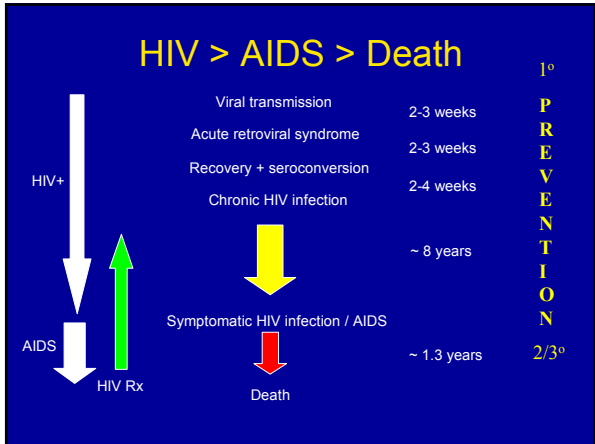 HIV > AIDS > Death
1º
Viral transmission
2-3 weeks
Acute retroviral syndrome
2-3 weeks
Recovery + seroconversion
2-4 weeks
Chronic HIV infection
HIV+
~ 8 years
Symptomatic HIV infection / AIDS
AIDS
~ 1.3 years
HIV Rx
Death
P
R
E
V
E
N
T
I
O
N
2/3º